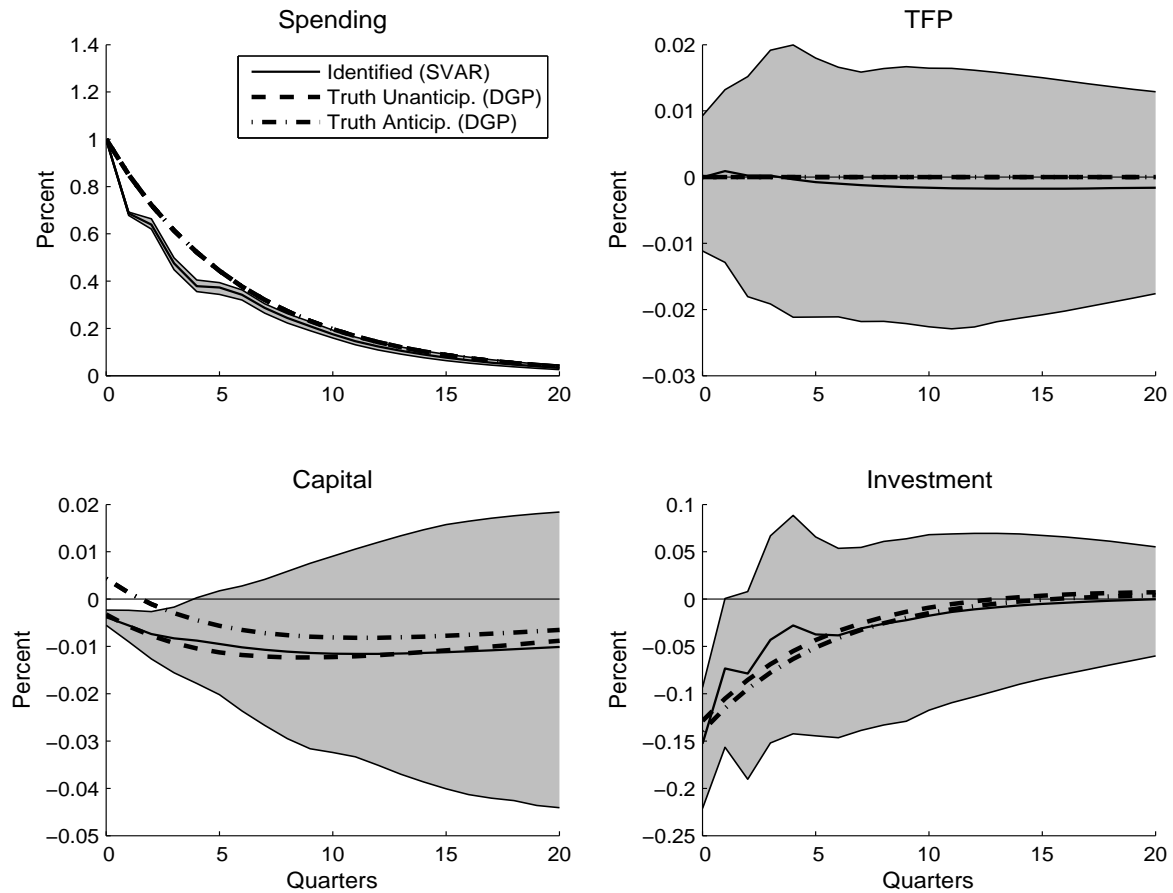 Spending
1.4
1.2
1
0.8
0.6
0.4
0.2
0
Percent
Identified (SVAR)
Truth Unanticip. (DGP)
Truth Anticip. (DGP)
0 5 10 15 20
TFP
0.02
0.01
0
−0.01
−0.02
−0.03
Percent
0 5 10 15 20
Capital
0.02
0.01
0
−0.01
−0.02
−0.03
−0.04
−0.05
Percent
0 5 10 15 20
Quarters
Investment
0.1
0.05
0
−0.05
−0.1
−0.15
−0.2
−0.25
Percent
0 5 10 15 20
Quarters